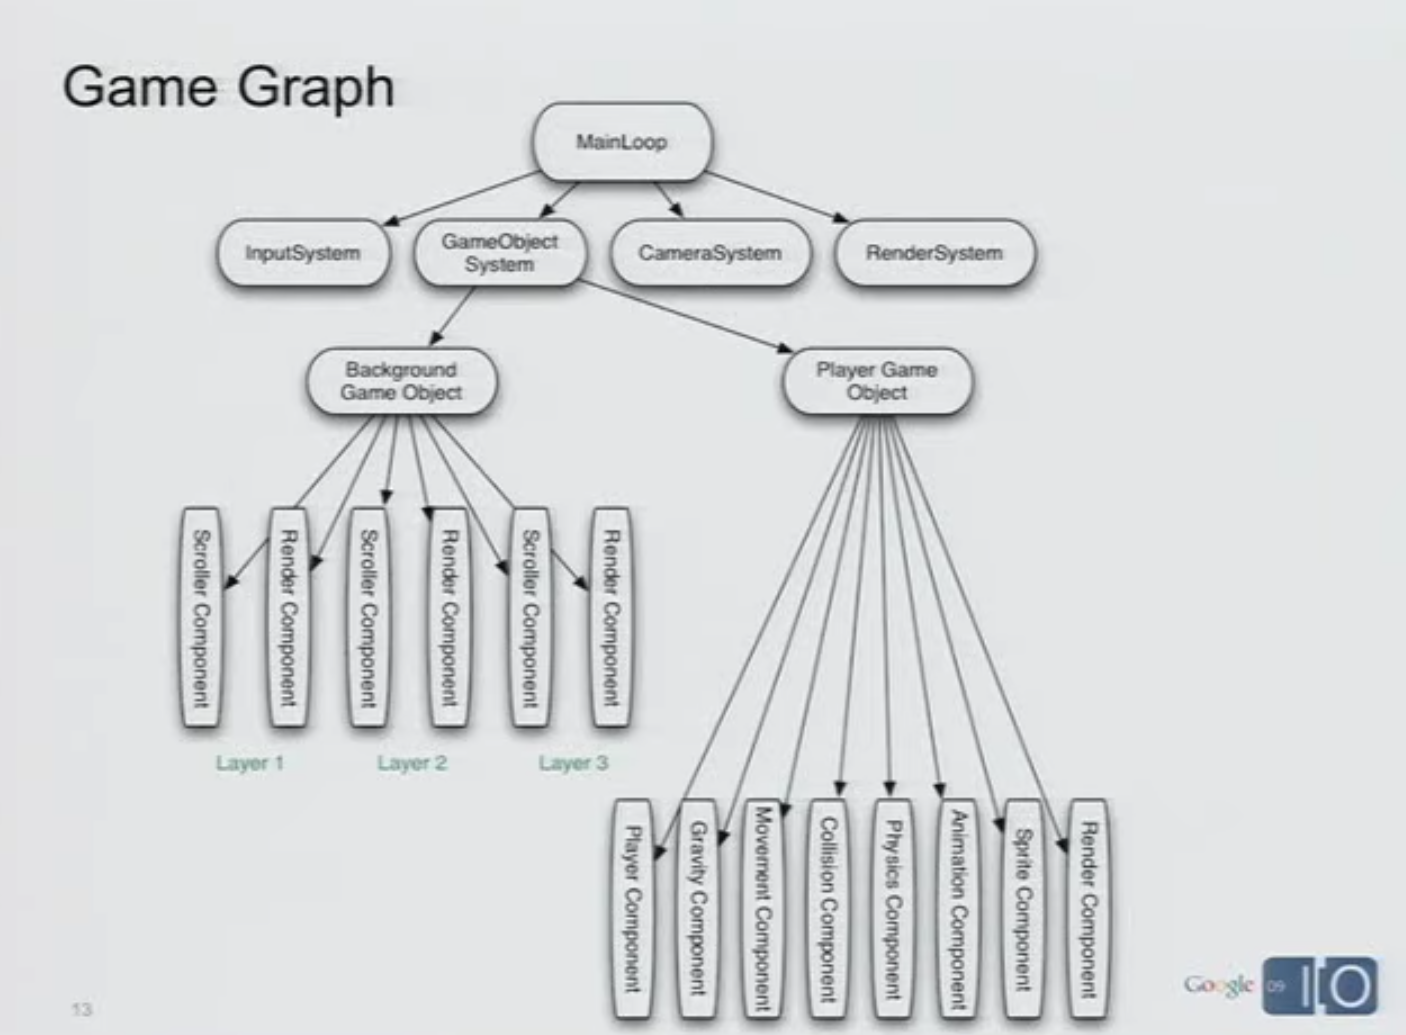 Game Graph
MainLoop
InputSystem
GameObject
System
CameraSystem
RenderSystem
Background
Game Object
Player Game
Object
Scroller Component
Render Component
Scroller Component
Render Component
Scroller Component
Render Component
Layer 1
Layer 2
Layer 3
Player Component
Gravity Component
Movement Component
Collision Component
Physics Component
Animation Component
Sprite Component
Render Component
13
Google 09 I/O